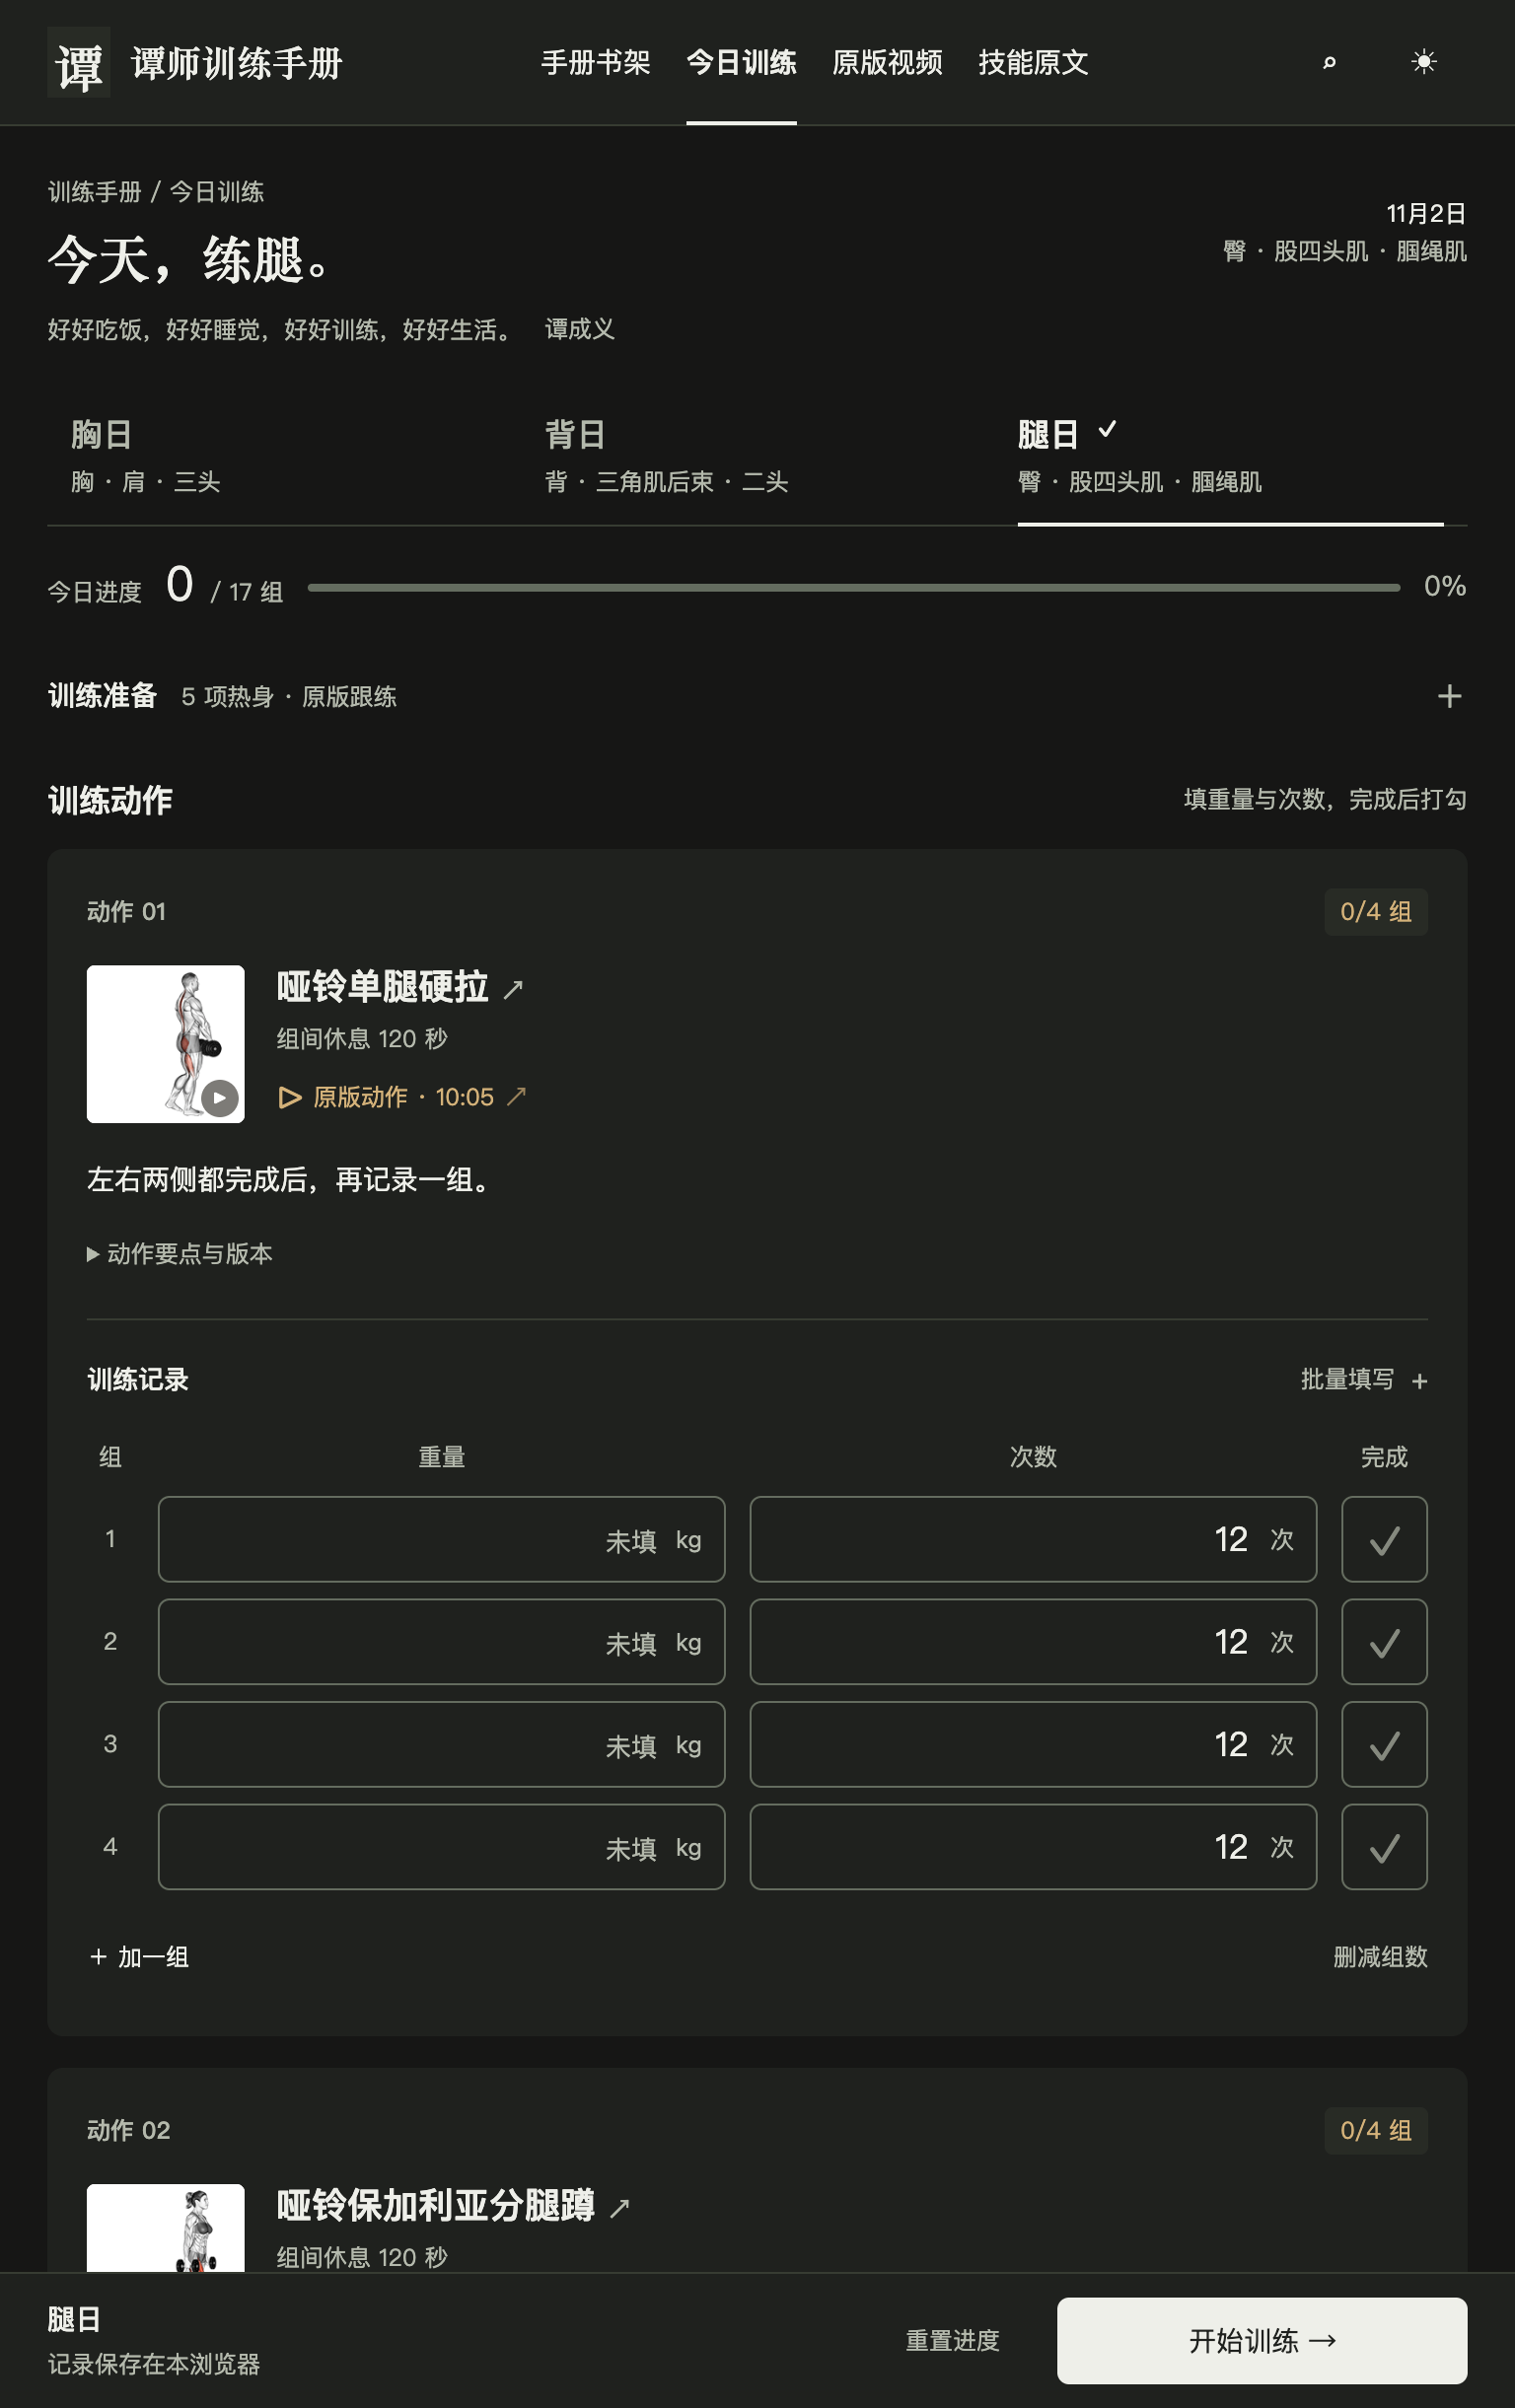 谭 谭师训练手册 手册书架 今日训练 原版视频 技能原文
训练手册 / 今日训练
11月2日
今天，练腿。
臀 · 股四头肌 · 腘绳肌
好好吃饭，好好睡觉，好好训练，好好生活。 谭成义
胸日 背日 腿日 ✓
胸 · 肩 · 三头 背 · 三角肌后束 · 二头 臀 · 股四头肌 · 腘绳肌
今日进度 0 / 17 组 0%
训练准备 5 项热身 · 原版跟练 +
训练动作 填重量与次数，完成后打勾
动作 01 0/4 组
哑铃单腿硬拉 ↗
组间休息 120 秒
原版动作 · 10:05 ↗
左右两侧都完成后，再记录一组。
动作要点与版本
训练记录 批量填写 +
组 重量 次数 完成
1 未填 kg 12 次 ✓
2 未填 kg 12 次 ✓
3 未填 kg 12 次 ✓
4 未填 kg 12 次 ✓
+ 加一组 删减组数
动作 02 0/4 组
哑铃保加利亚分腿蹲 ↗
组间休息 120 秒
腿日
记录保存在本浏览器 重置进度 开始训练 →